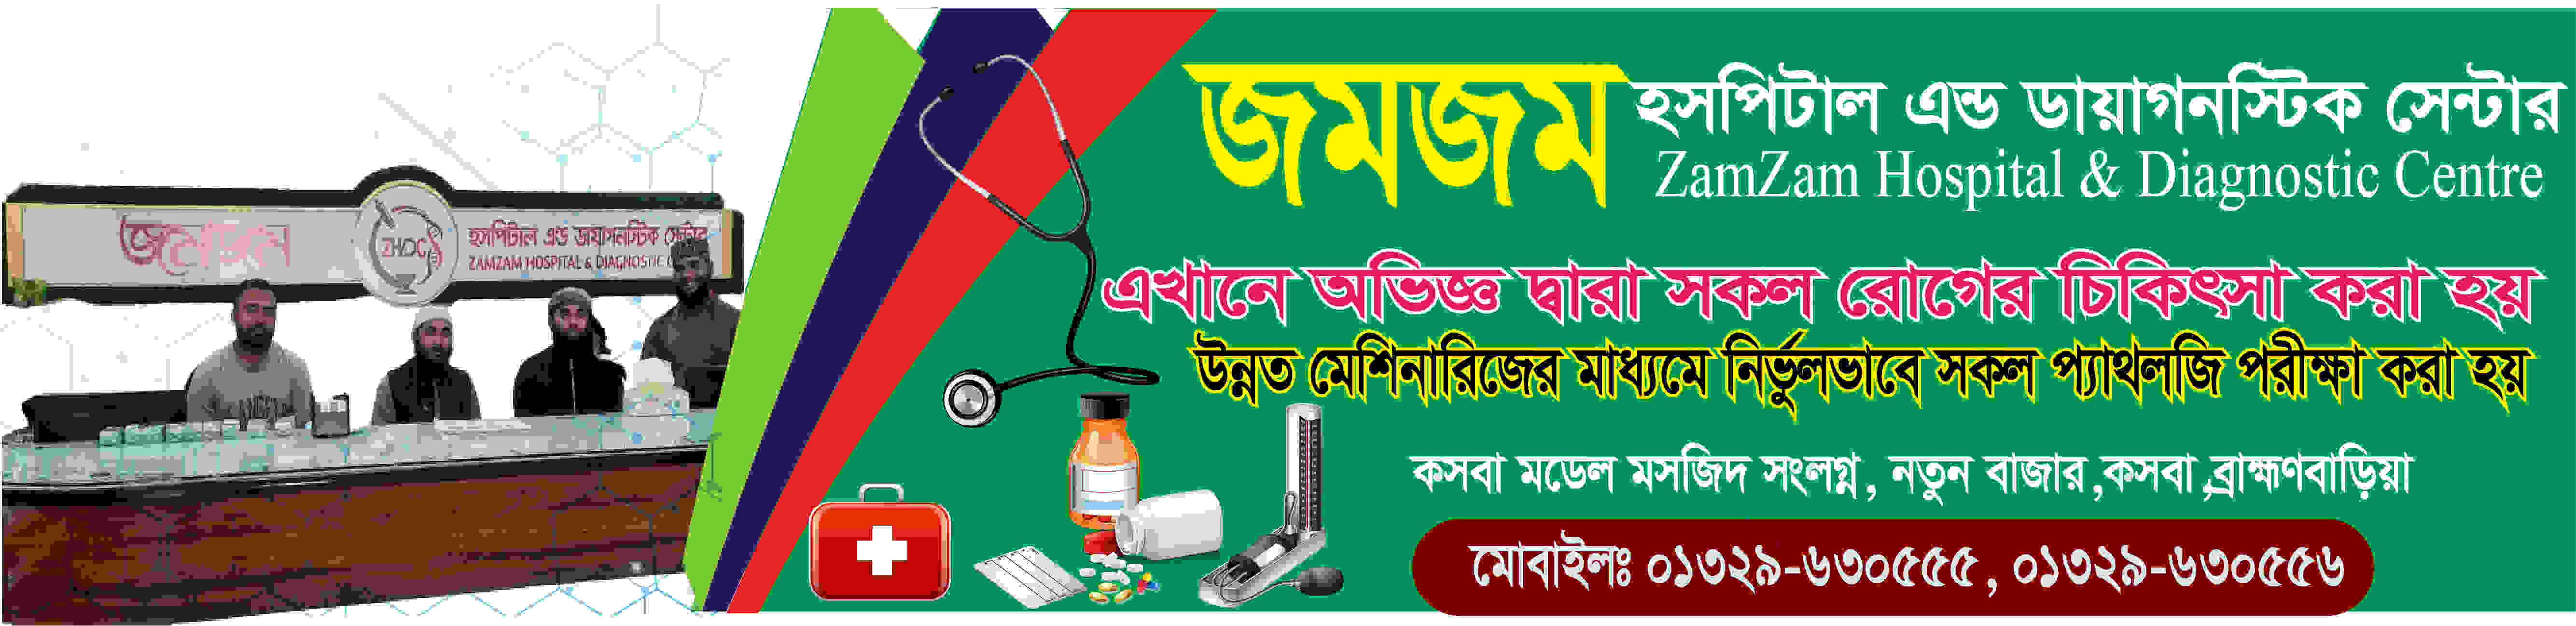 জমজম হসপিটাল এন্ড ডায়াগনস্টিক সেন্টার
ZamZam Hospital & Diagnostic Centre
এখানে অভিজ্ঞ দ্বারা সকল রোগের চিকিৎসা করা হয়
উন্নত মেশিনারিজের মাধ্যমে নির্ভুলভাবে সকল প্যাথলজি পরীক্ষা করা হয়
কসবা মডেল মসজিদ সংলগ্ন, নতুন বাজার,কসবা,ব্রাহ্মণবাড়িয়া
মোবাইলঃ ০১৩২৯-৬৩০৫৫৫, ০১৩২৯-৬৩০৫৫৬
জমজম
ZHDC
হসপিটাল এন্ড ডায়াগনস্টিক সেন্টার
ZAMZAM HOSPITAL & DIAGNOSTIC